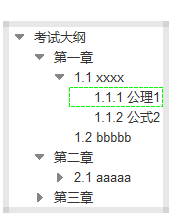 考试大纲
第一章
1.1 xxxx
1.1.1 公理1
1.1.2 公式2
1.2 bbbbb
第二章
2.1 aaaaa
第三章